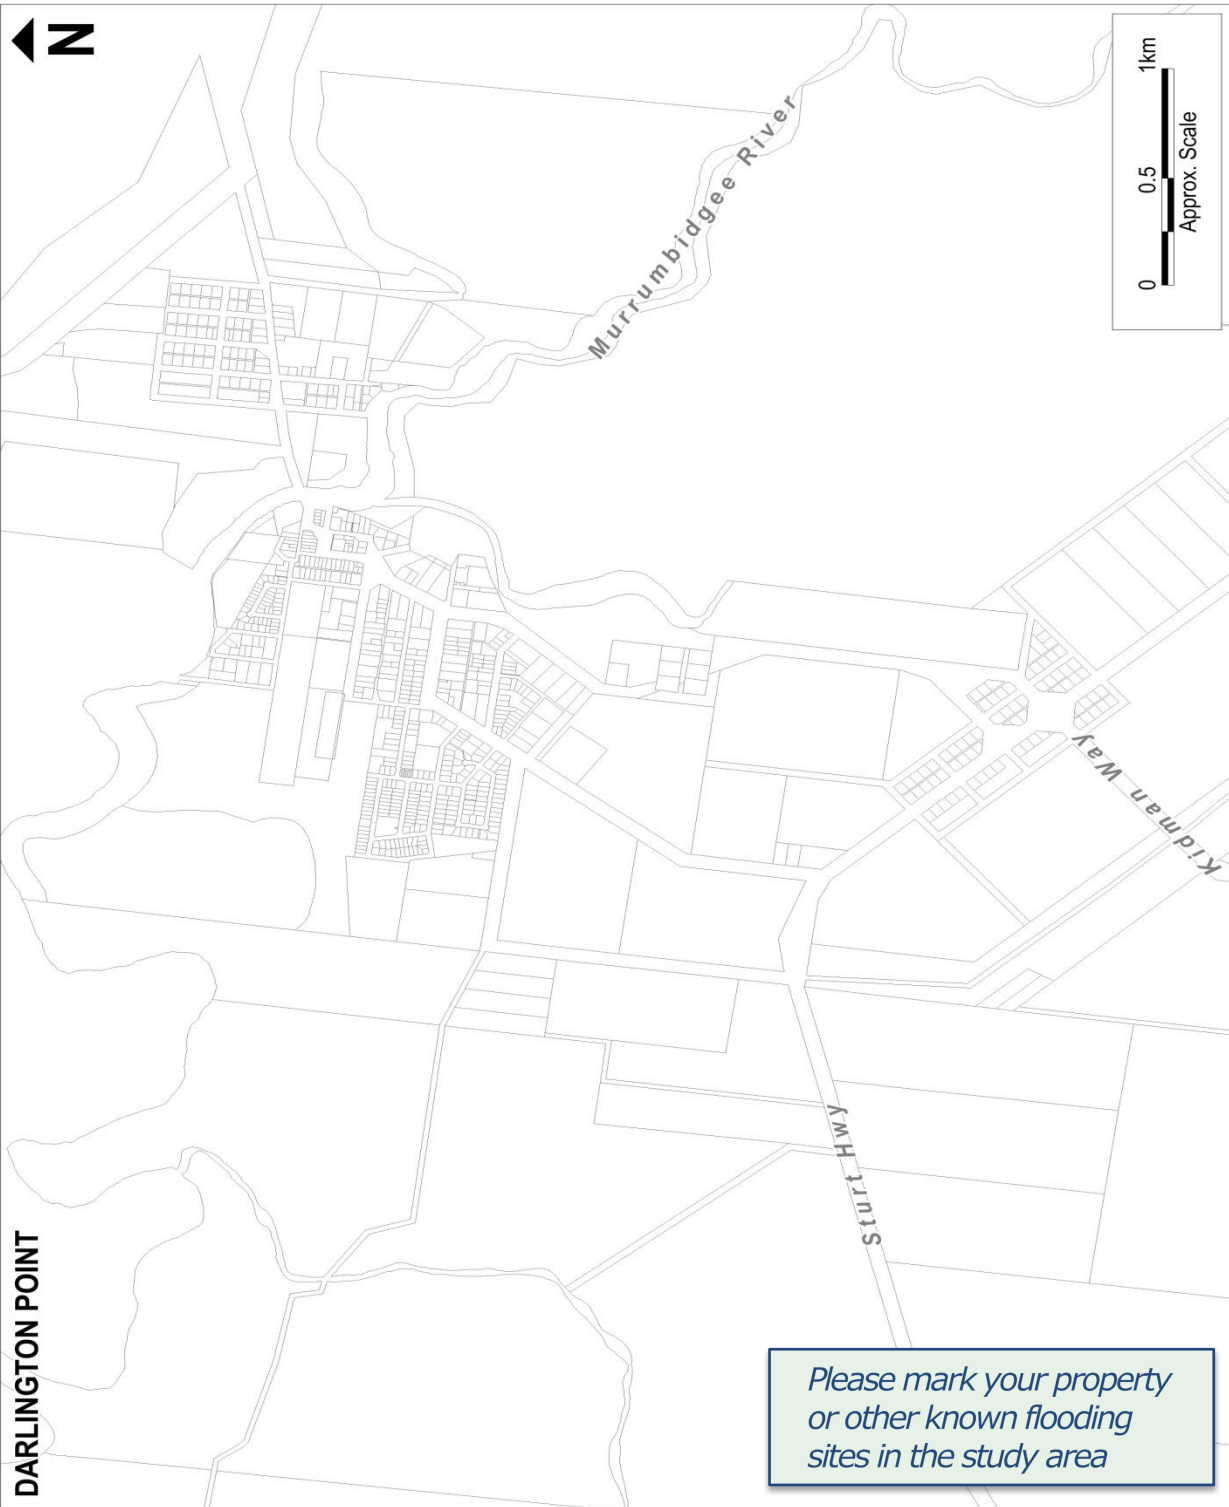 DARLINGTON POINT
N
Murrumbidgee River
Sturt Hwy
Kidman Way
0 0.5 1km
Approx. Scale
Please mark your property
or other known flooding
sites in the study area